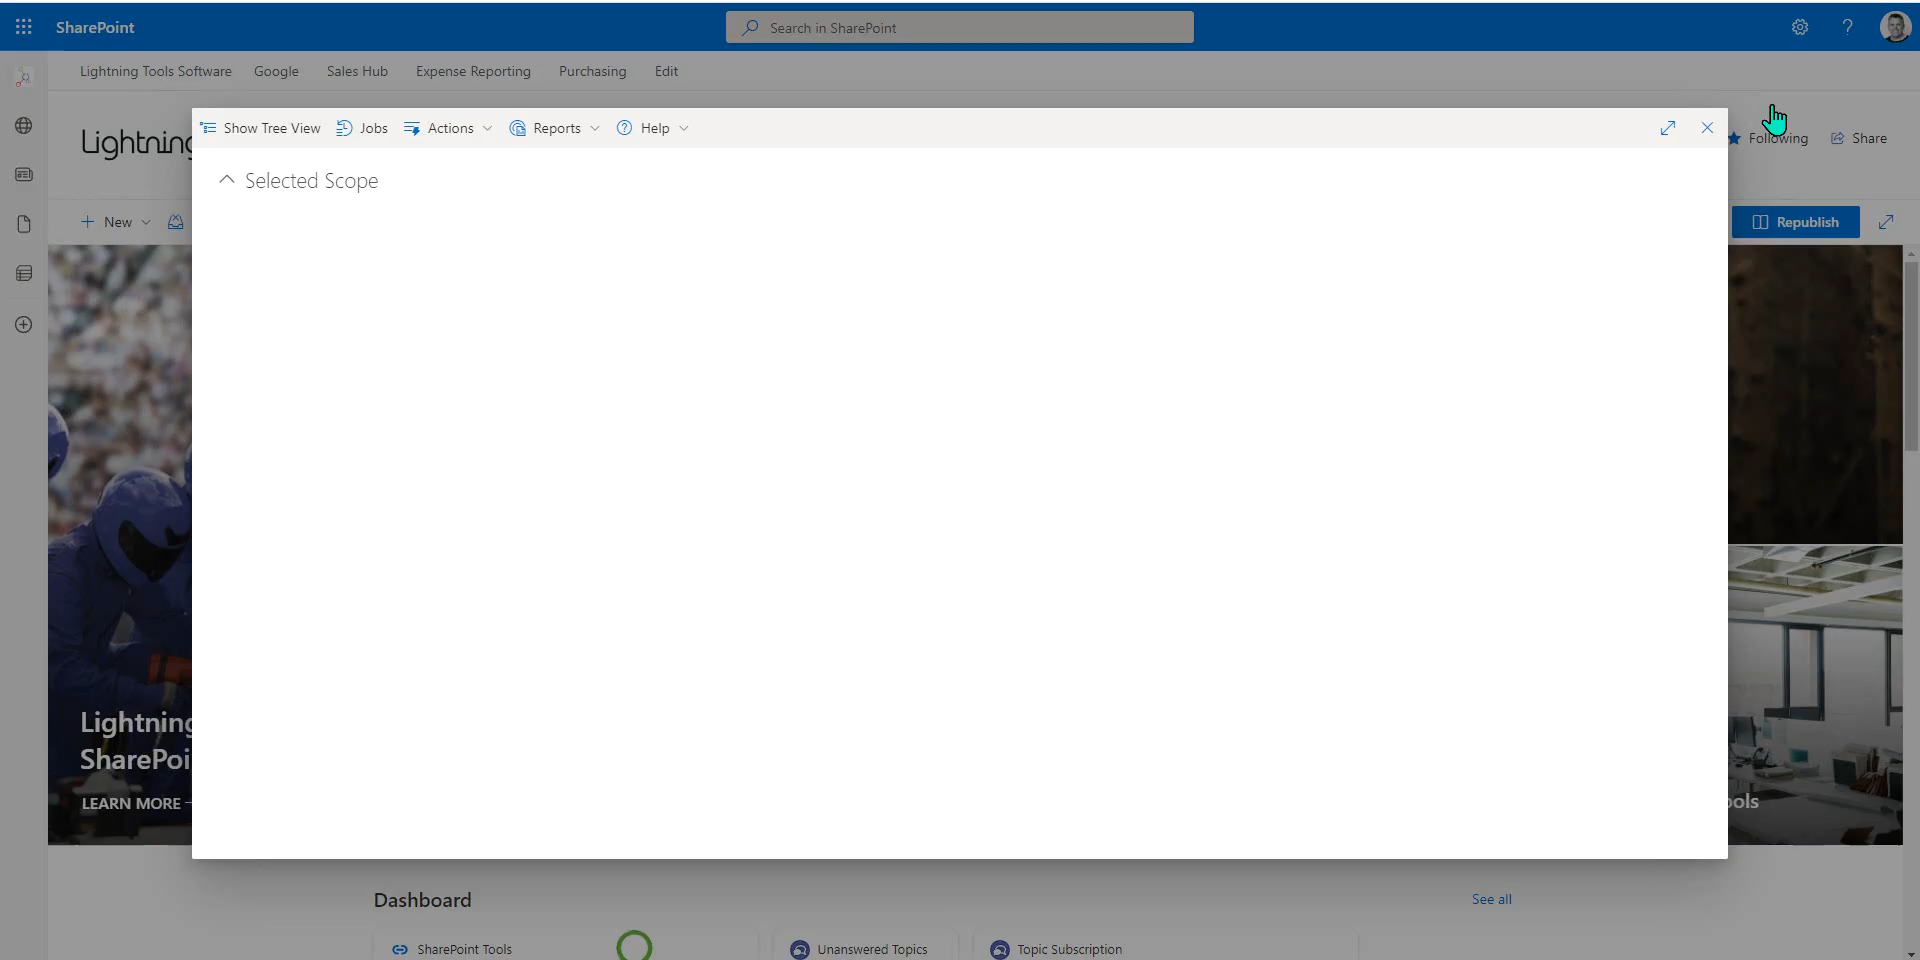 SharePoint
Search in SharePoint
?
Lightning Tools Software Google Sales Hub Expense Reporting Purchasing Edit
Lightning
Show Tree View Jobs Actions Reports Help
Following Share
Selected Scope
New
Republish
Lightning
SharePoi
LEARN MORE
ools
Dashboard
See all
SharePoint Tools
Unanswered Topics
Topic Subscription